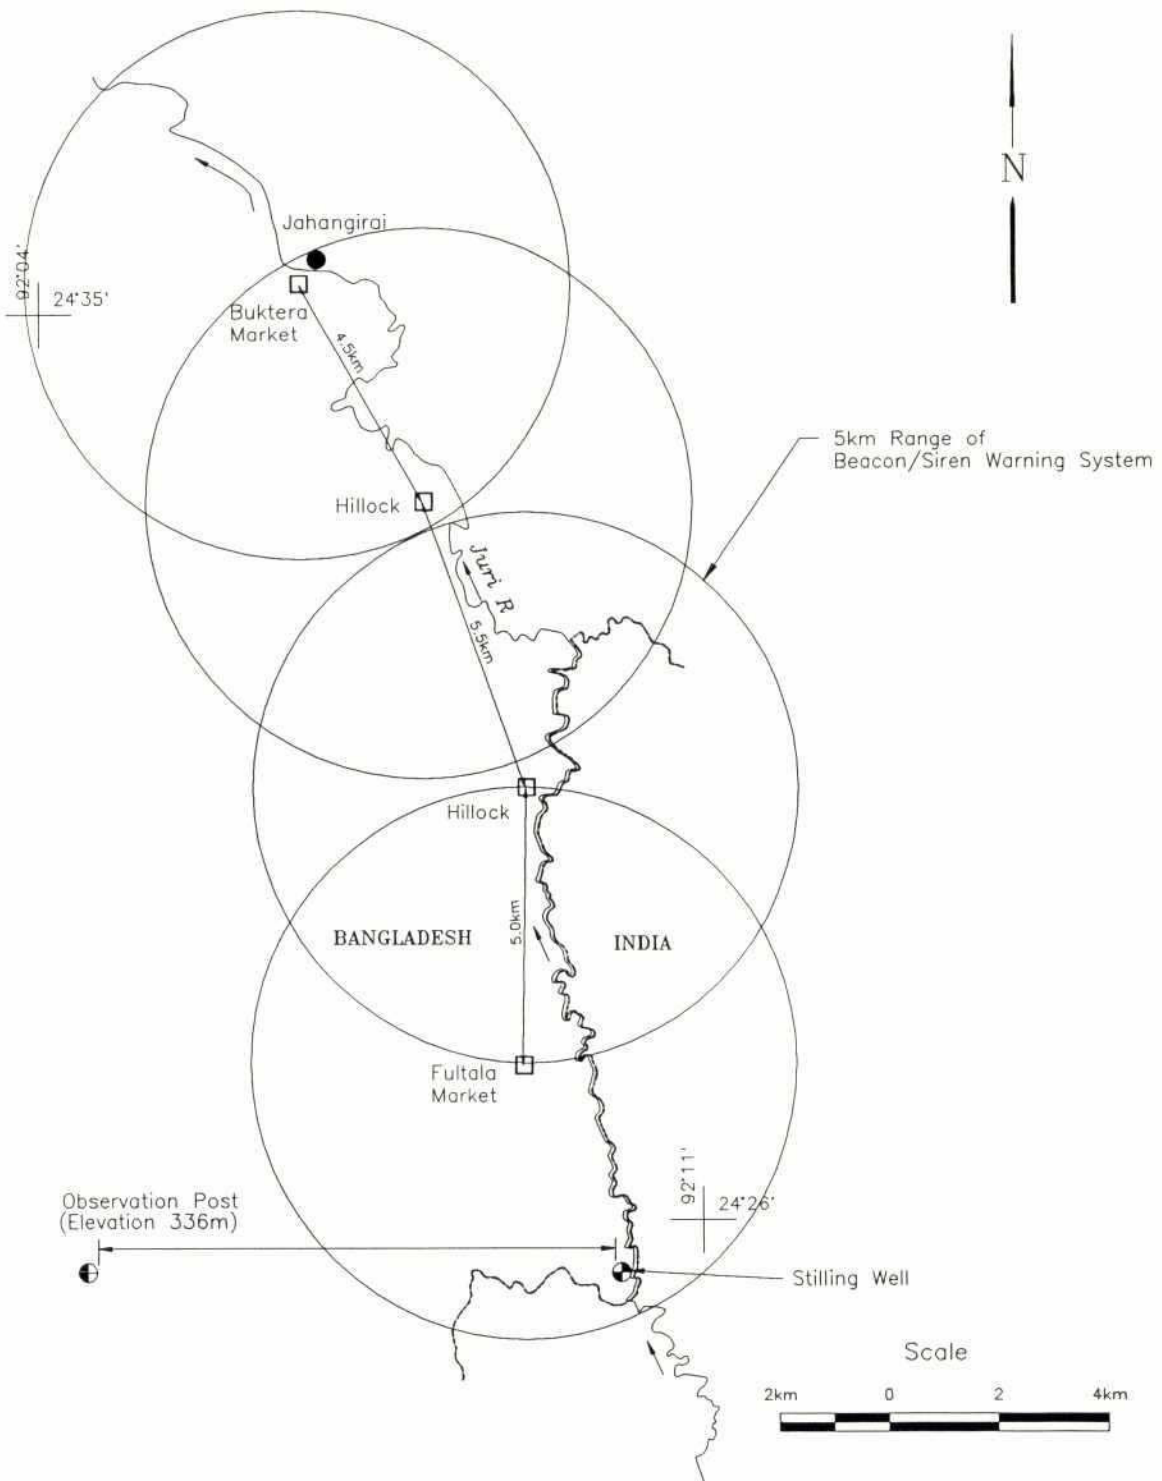 N
Jahangirai
92°04'
24°35'
Buktera
Market
4.5km
5km Range of
Beacon/Siren Warning System
Hillock
Juri R
5.5km
Hillock
BANGLADESH
5.0km
INDIA
Fultala
Market
92°11'
24°26'
Observation Post
(Elevation 336m)
Stilling Well
Scale
2km
0
2
4km